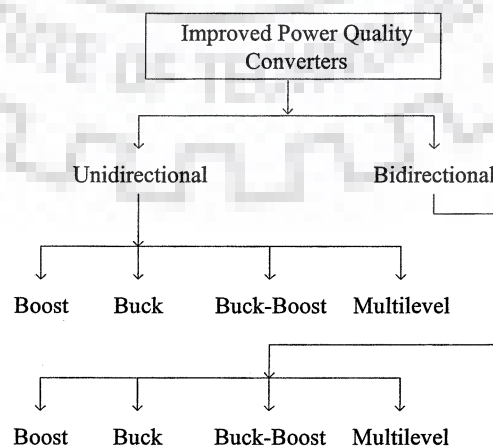 Improved Power Quality
Converters
Unidirectional Bidirectional
Boost Buck Buck-Boost Multilevel
Boost Buck Buck-Boost Multilevel